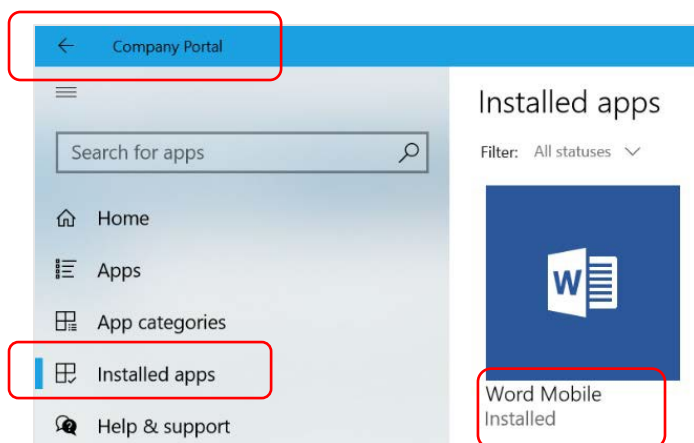 Company Portal
Installed apps
Search for apps
Filter: All statuses
Home
Apps
App categories
Installed apps
Help & support
W
Word Mobile
Installed